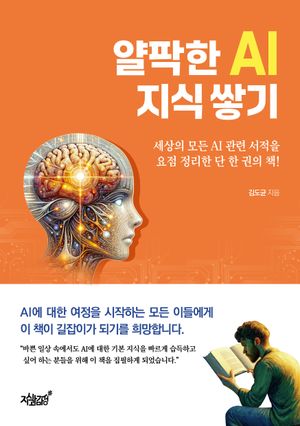 얄팍한 AI
지식 쌓기
세상의 모든 AI 관련 서적을
요점 정리한 단 한 권의 책!
김도균 지음
AI에 대한 여정을 시작하는 모든 이들에게
이 책이 길잡이가 되기를 희망합니다.
"바쁜 일상 속에서도 AI에 대한 기본 지식을 빠르게 습득하고
싶어 하는 분들을 위해 이 책을 집필하게 되었습니다."
지식과감성